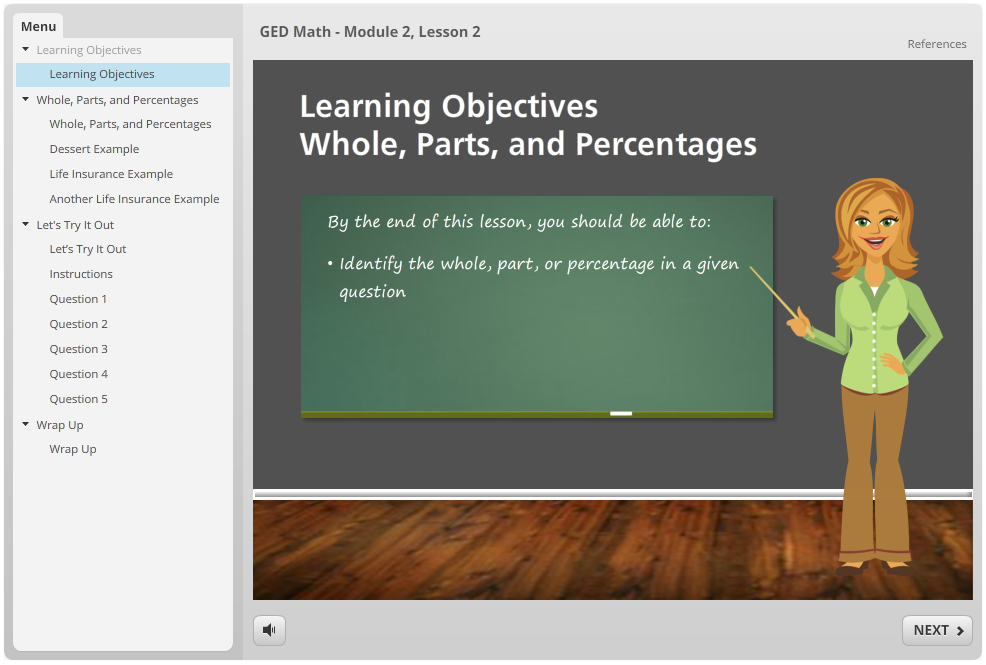 Menu
Learning Objectives
Learning Objectives
Whole, Parts, and Percentages
Whole, Parts, and Percentages
Dessert Example
Life Insurance Example
Another Life Insurance Example
Let's Try It Out
Let's Try It Out
Instructions
Question 1
Question 2
Question 3
Question 4
Question 5
Wrap Up
Wrap Up
GED Math - Module 2, Lesson 2
References
Learning Objectives
Whole, Parts, and Percentages
By the end of this lesson, you should be able to:
• Identify the whole, part, or percentage in a given
question
NEXT